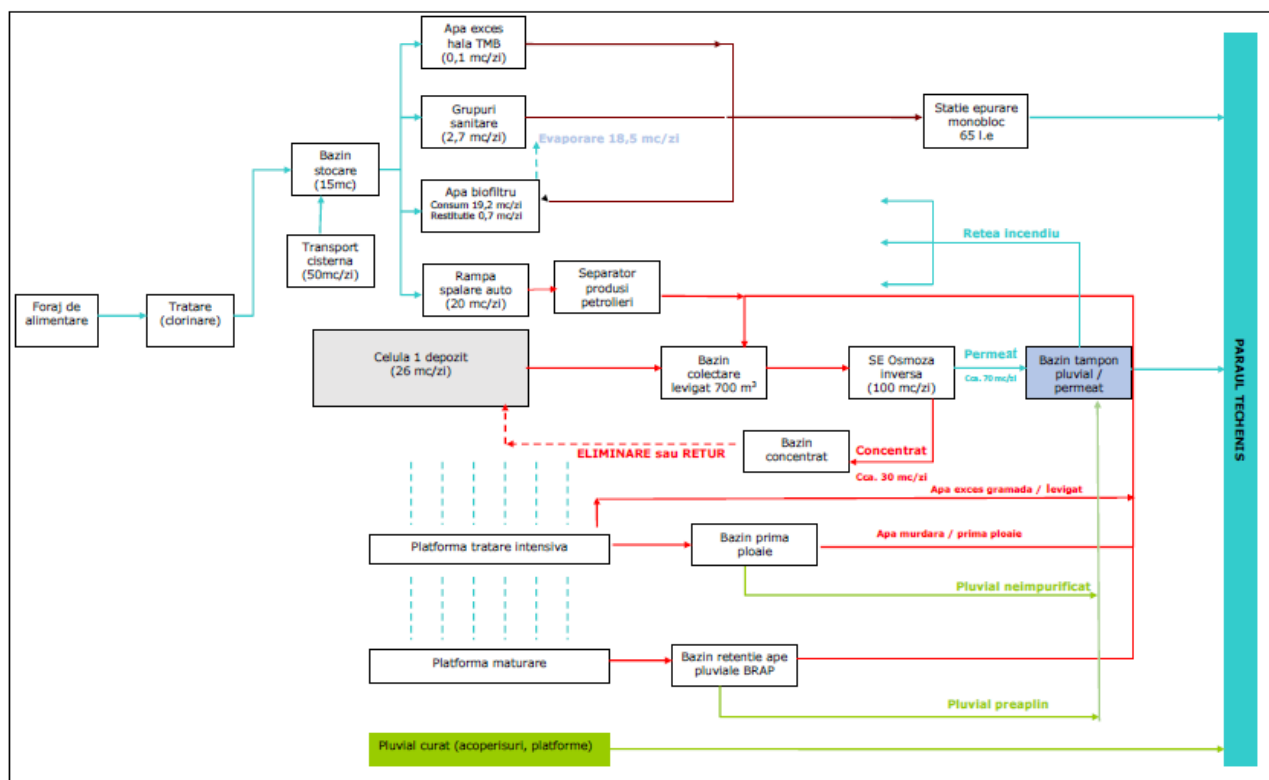 Apa exces
hala TMB
(0,1 mc/zi)
Grupuri
sanitare
(2,7 mc/zi)
Evaporare 18,5 mc/zi
Statie epurare
monobloc
65 l.e
Bazin
stocare
(15mc)
Apa biofiltru
Consum 19,2 mc/zi
Restitutie 0,7 mc/zi
Transport
cisterna
(50mc/zi)
Retea incendiu
Rampa
spalare auto
(20 mc/zi)
Separator
produsi
petrolieri
Foraj de
alimentare
Tratare
(clorinare)
Celula 1 depozit
(26 mc/zi)
Bazin
colectare
levigat 700 m³
SE Osmoza
inversa
(100 mc/zi)
Permeat
Cca. 70 mc/zi
Bazin tampon
pluvial /
permeat
PARAUL TECHENIS
ELIMINARE sau RETUR
Bazin
concentrat
Concentrat
Cca. 30 mc/zi
Apa exces gramada / levigat
Platforma tratare intensiva
Bazin prima
ploaie
Apa murdara / prima ploaie
Pluvial neimpurificat
Platforma maturare
Bazin retentie ape
pluviale BRAP
Pluvial preaplin
Pluvial curat (acoperisuri, platforme)